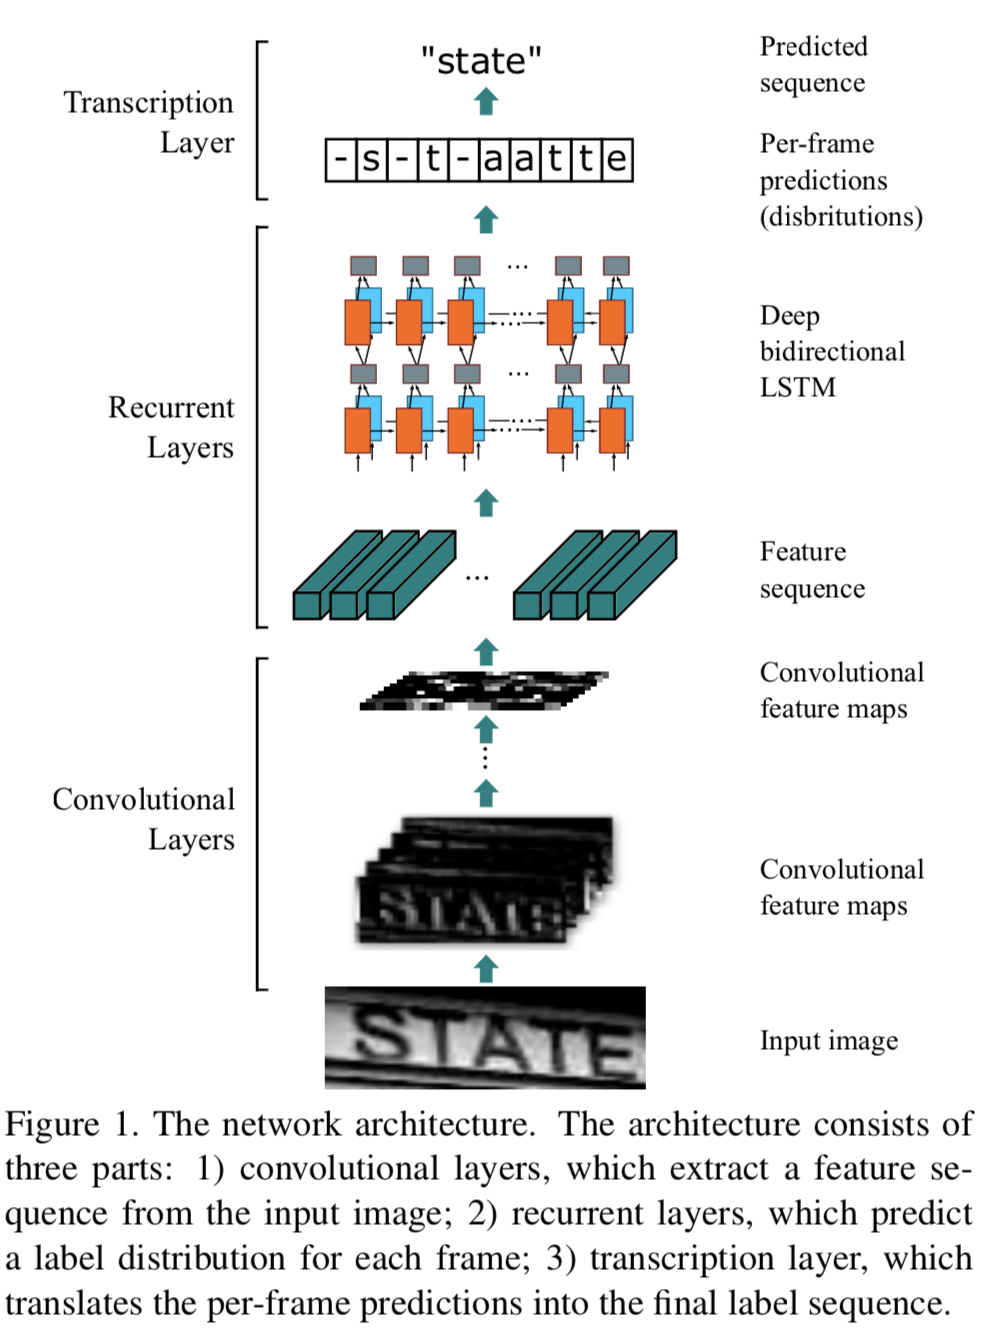 "state"
Predicted
sequence
Transcription
Layer
-s-t-aatte
Per-frame
predictions
(disbritutions)
...
... ...
Deep
bidirectional
LSTM
...
Recurrent
Layers
... ...
Feature
sequence
...
Convolutional
feature maps
...
Convolutional
Layers
STATE
Convolutional
feature maps
STATE
Input image
Figure 1. The network architecture. The architecture consists of
three parts: 1) convolutional layers, which extract a feature se-
quence from the input image; 2) recurrent layers, which predict
a label distribution for each frame; 3) transcription layer, which
translates the per-frame predictions into the final label sequence.